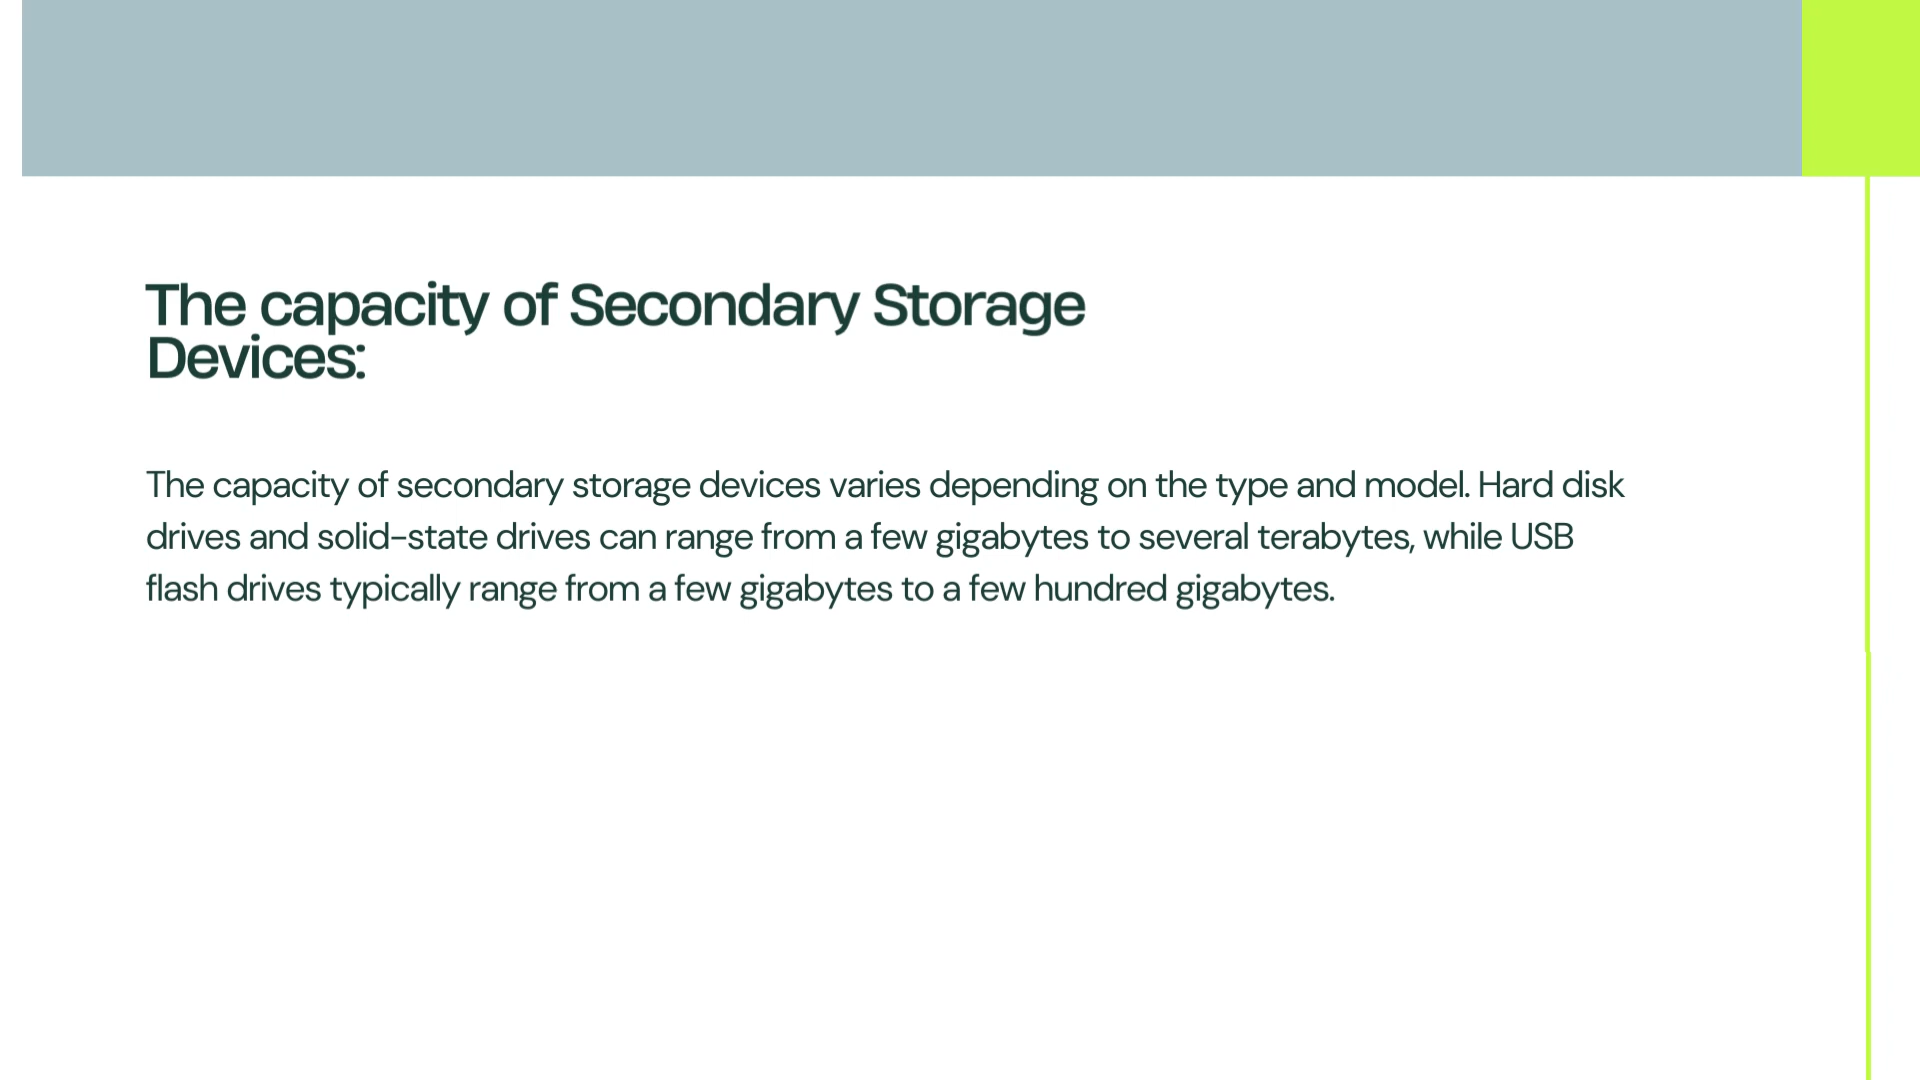 The capacity of Secondary Storage
Devices:
The capacity of secondary storage devices varies depending on the type and model. Hard disk
drives and solid-state drives can range from a few gigabytes to several terabytes, while USB
flash drives typically range from a few gigabytes to a few hundred gigabytes.